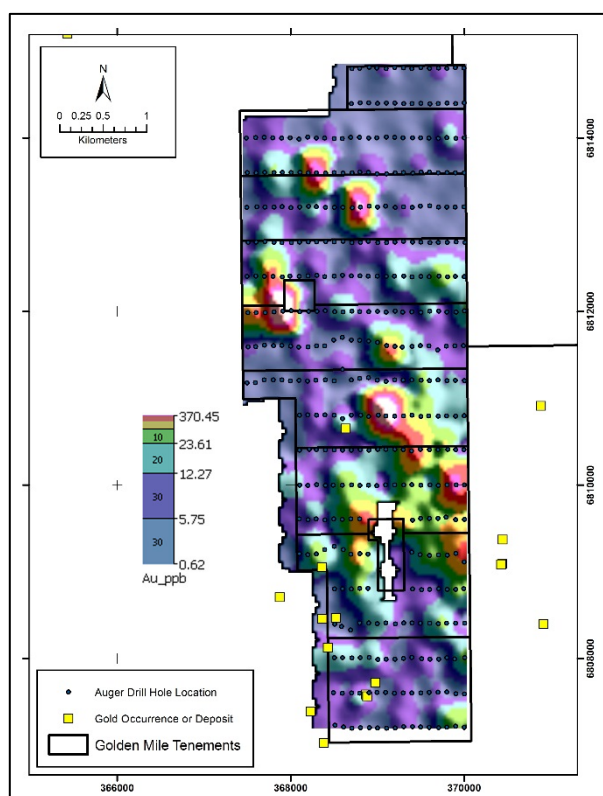 N
0 0.25 0.5 1
Kilometers
6814000
6812000
6810000
6808000
370.45
10
23.61
20
12.27
30
5.75
30
0.62
Au_ppb
Auger Drill Hole Location
Gold Occurrence or Deposit
Golden Mile Tenements
366000 368000 370000